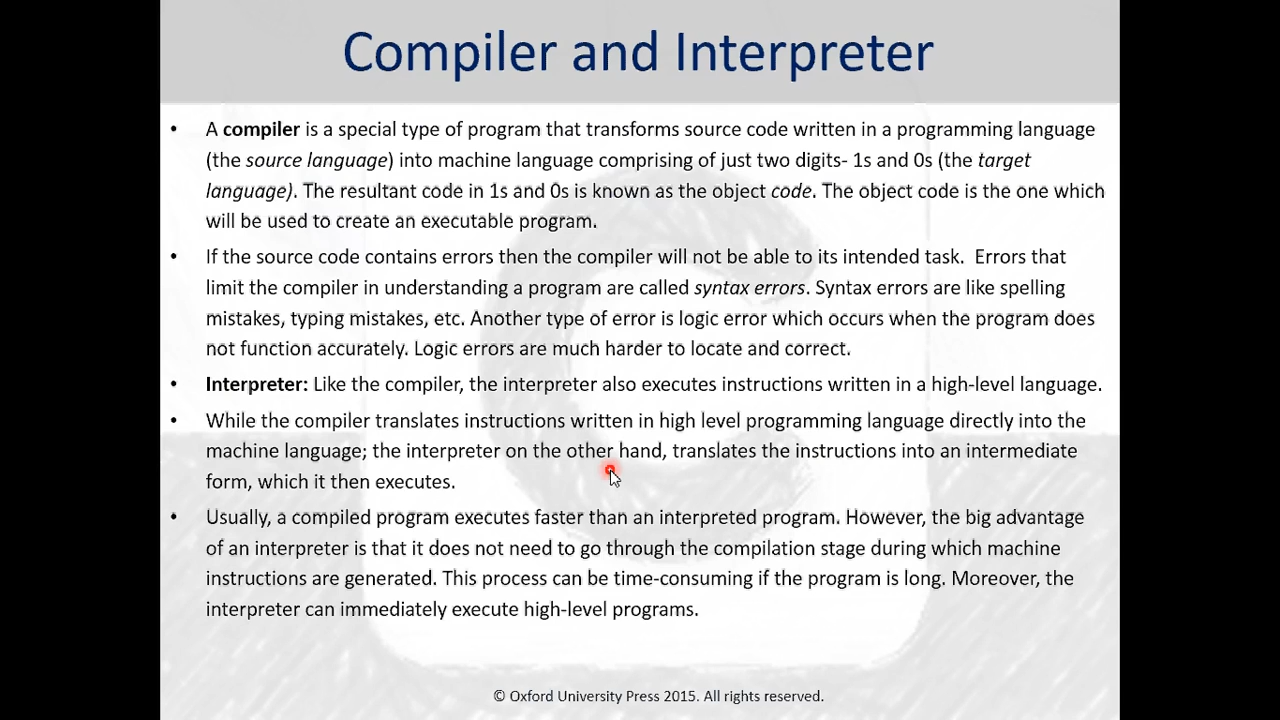 Compiler and Interpreter
• A compiler is a special type of program that transforms source code written in a programming language
(the source language) into machine language comprising of just two digits- 1s and 0s (the target
language). The resultant code in 1s and 0s is known as the object code. The object code is the one which
will be used to create an executable program.
• If the source code contains errors then the compiler will not be able to its intended task.  Errors that
limit the compiler in understanding a program are called syntax errors. Syntax errors are like spelling
mistakes, typing mistakes, etc. Another type of error is logic error which occurs when the program does
not function accurately. Logic errors are much harder to locate and correct.
• Interpreter: Like the compiler, the interpreter also executes instructions written in a high-level language.
• While the compiler translates instructions written in high level programming language directly into the
machine language; the interpreter on the other hand, translates the instructions into an intermediate
form, which it then executes.
• Usually, a compiled program executes faster than an interpreted program. However, the big advantage
of an interpreter is that it does not need to go through the compilation stage during which machine
instructions are generated. This process can be time-consuming if the program is long. Moreover, the
interpreter can immediately execute high-level programs.
© Oxford University Press 2015. All rights reserved.